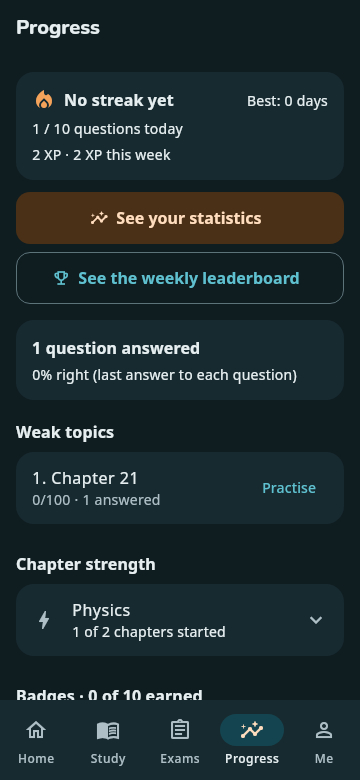 Progress
No streak yet
Best: 0 days
1 / 10 questions today
2 XP · 2 XP this week
See your statistics
See the weekly leaderboard
1 question answered
0% right (last answer to each question)
Weak topics
1. Chapter 21
0/100 · 1 answered
Practise
Chapter strength
Physics
1 of 2 chapters started
Badges · 0 of 10 earned
Home
Study
Exams
Progress
Me